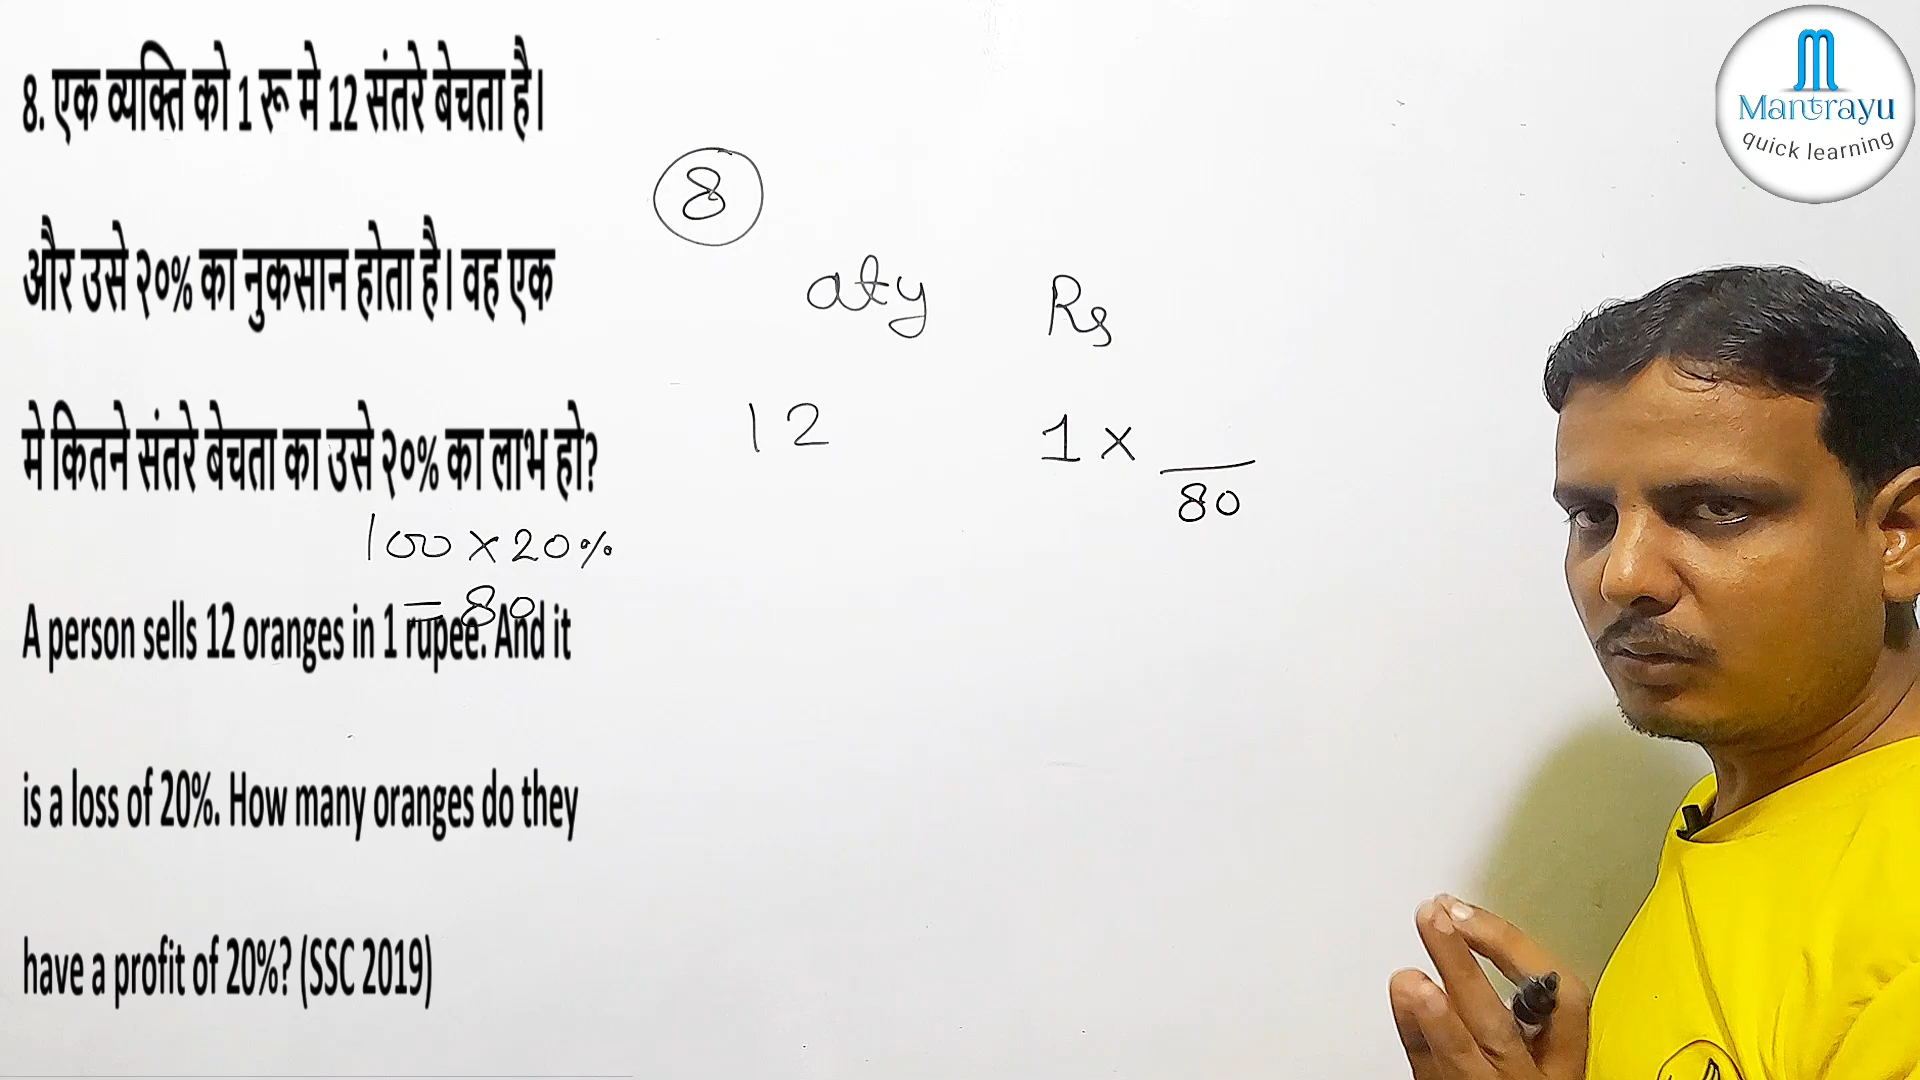 8. एक व्यक्ति को 1 रू मे 12 संतरे बेचता है।
और उसे २०% का नुकसान होता है। वह एक
मे कितने संतरे बेचता का उसे २०% का लाभ हो?
100 × 20%
= 80
A person sells 12 oranges in 1 rupee. And it
is a loss of 20%. How many oranges do they
have a profit of 20%? (SSC 2019)
8
Qty Rs
12 1 ×
80
Mantrayu
quick learning